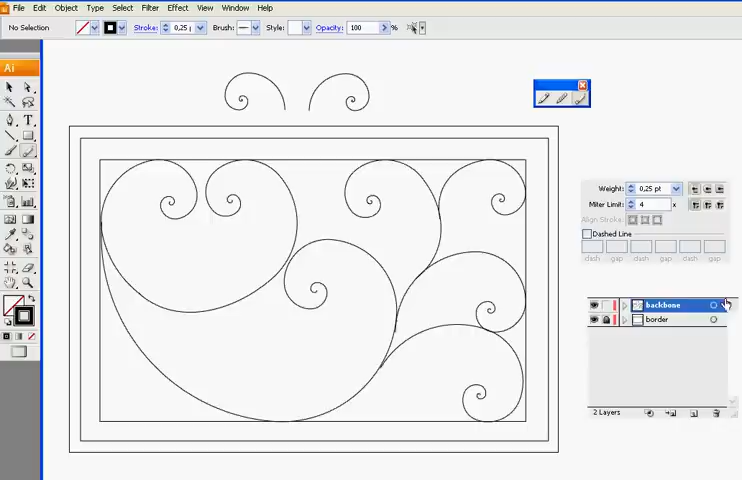 File Edit Object Type Select Filter Effect View Window Help
No Selection Stroke: 0,25 Brush: Style: Opacity: 100 %
Ai
T
Weight: 0,25 pt
Miter Limit: 4 x
Align Stroke:
Dashed Line
dash gap dash gap dash gap
backbone
border
2 Layers